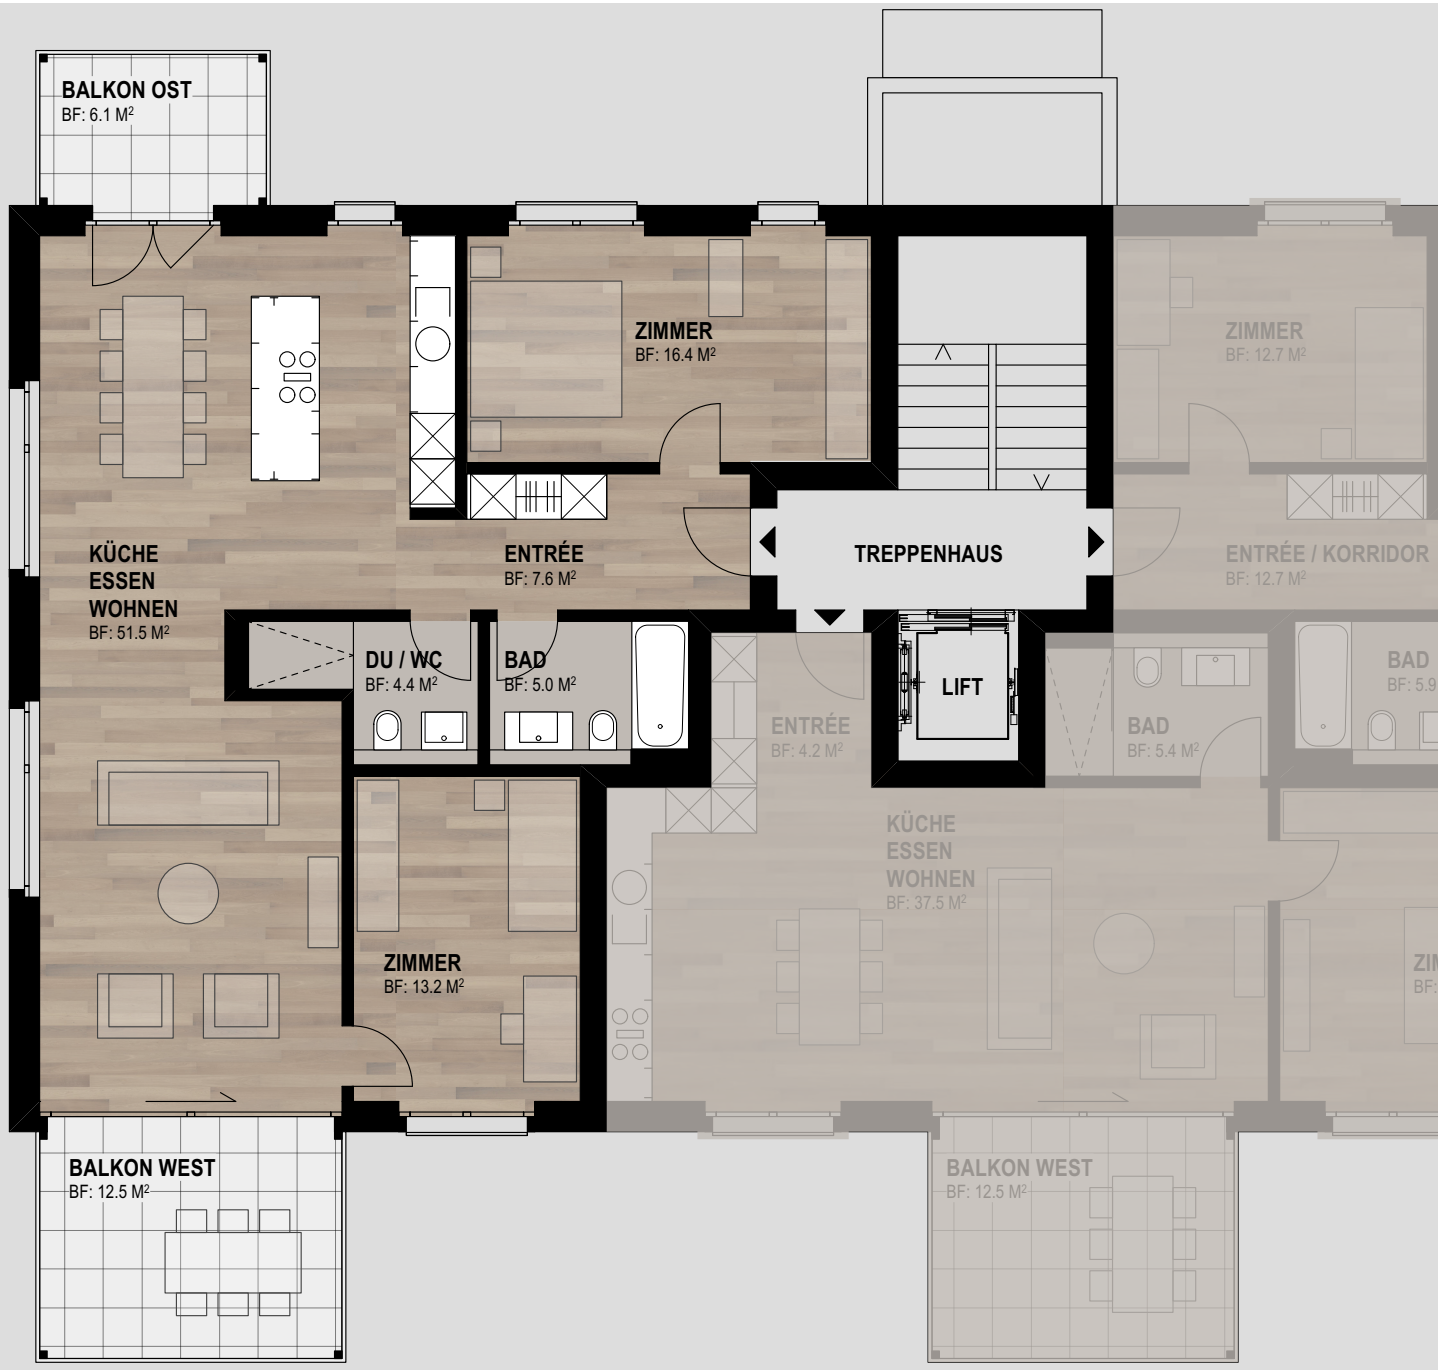 BALKON OST
BF: 6.1 M²
ZIMMER
BF: 16.4 M²
ZIMMER
BF: 12.7 M²
KÜCHE
ESSEN
WOHNEN
BF: 51.5 M²
ENTRÉE
BF: 7.6 M²
TREPPENHAUS
ENTRÉE / KORRIDOR
BF: 12.7 M²
DU / WC
BF: 4.4 M²
BAD
BF: 5.0 M²
LIFT
ENTRÉE
BF: 4.2 M²
BAD
BF: 5.4 M²
BAD
BF: 5.9
KÜCHE
ESSEN
WOHNEN
BF: 37.5 M²
ZIMMER
BF: 13.2 M²
BF:
BALKON WEST
BF: 12.5 M²
BALKON WEST
BF: 12.5 M²